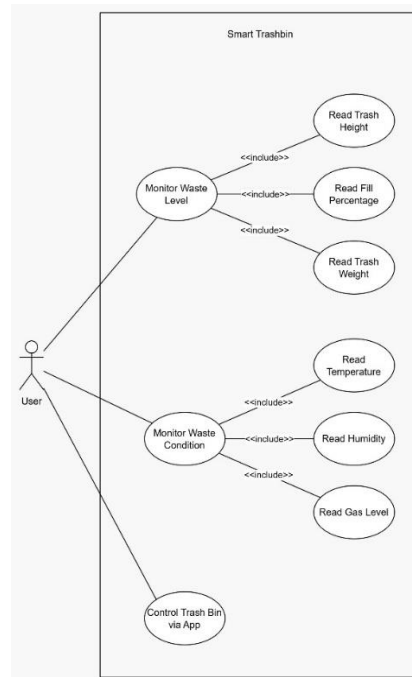 Smart Trashbin
Read Trash
Height
<<include>>
Monitor Waste
Level
<<include>>
Read Fill
Percentage
<<include>>
Read Trash
Weight
User
Read
Temperature
<<include>>
Monitor Waste
Condition
<<include>>
Read Humidity
<<include>>
Read Gas Level
Control Trash Bin
via App